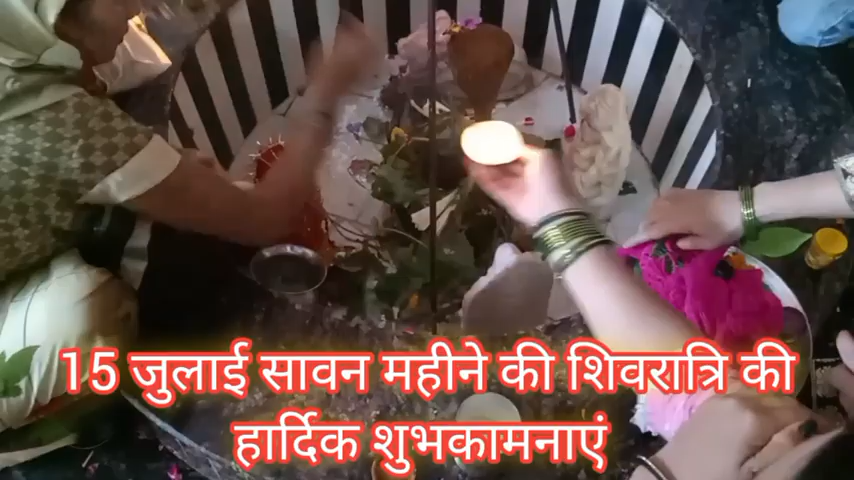 15 जुलाई सावन महीने की शिवरात्रि की
हार्दिक शुभकामनाएं